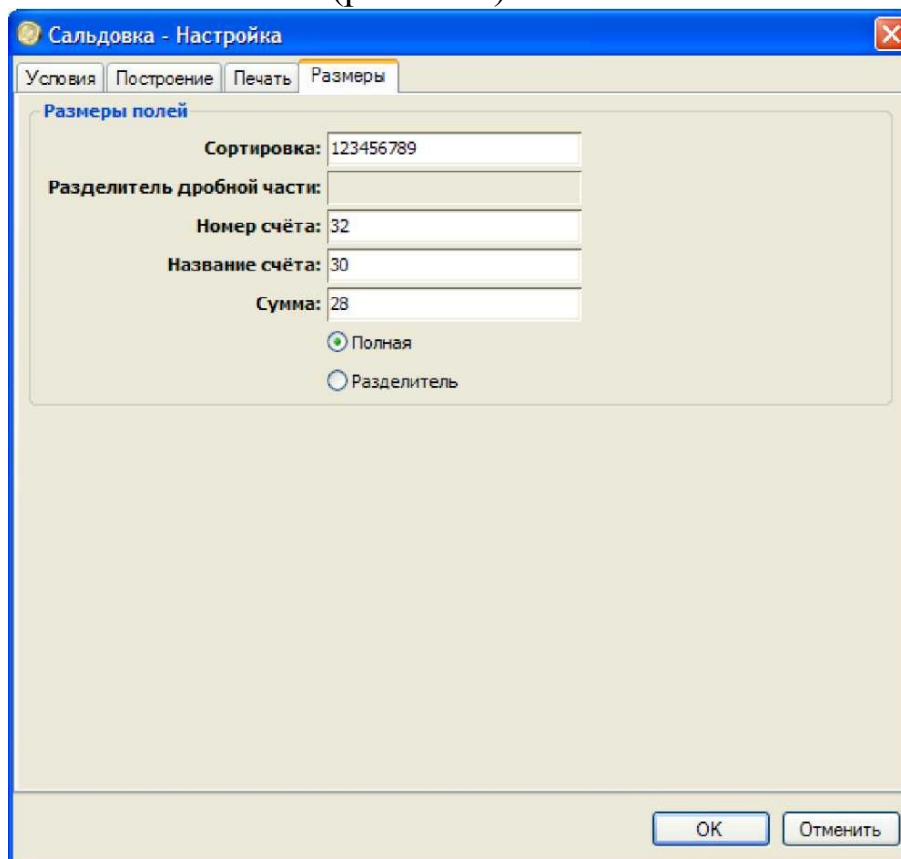 Сальдовка - Настройка
Условия Построение Печать Размеры
Размеры полей
Сортировка: 123456789
Разделитель дробной части:
Номер счёта: 32
Название счёта: 30
Сумма: 28
Полная
Разделитель
OK Отменить